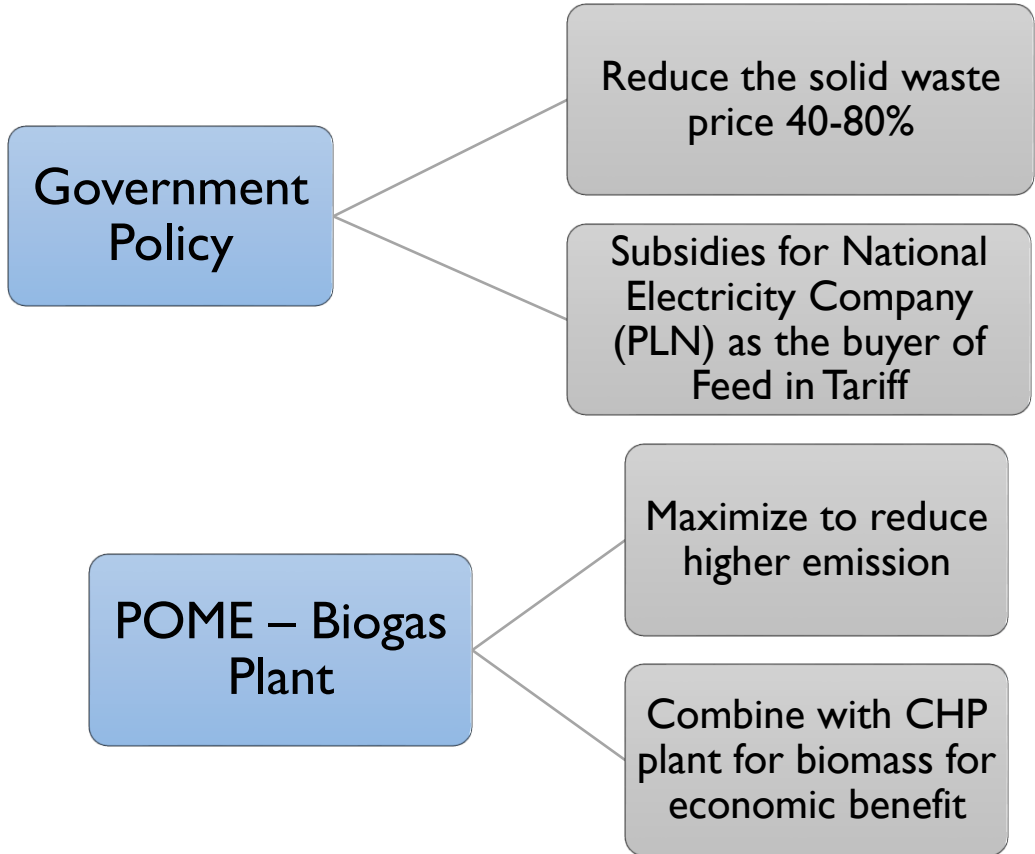 Government
Policy
Reduce the solid waste
price 40-80%
Subsidies for National
Electricity Company
(PLN) as the buyer of
Feed in Tariff
POME – Biogas
Plant
Maximize to reduce
higher emission
Combine with CHP
plant for biomass for
economic benefit